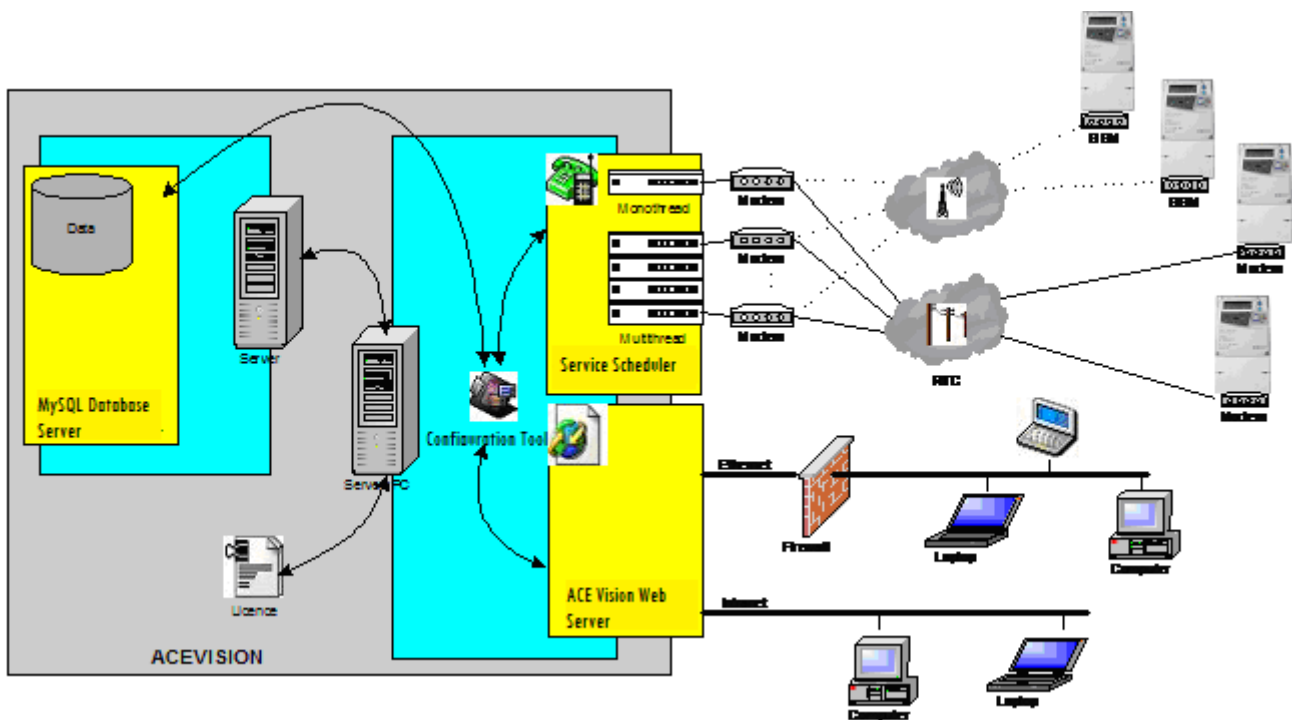 GSM
GSM
Modem
Modem
Data
MySQL Database
Server
Server
Server PC
Licence
ACEVISION
Configuration Tool
Monothread
Multithread
Service Scheduler
Modem
Modem
Modem
RTC
ACE Vision Web
Server
Ethernet
Firewall
Laptop
Computer
Computer
Laptop